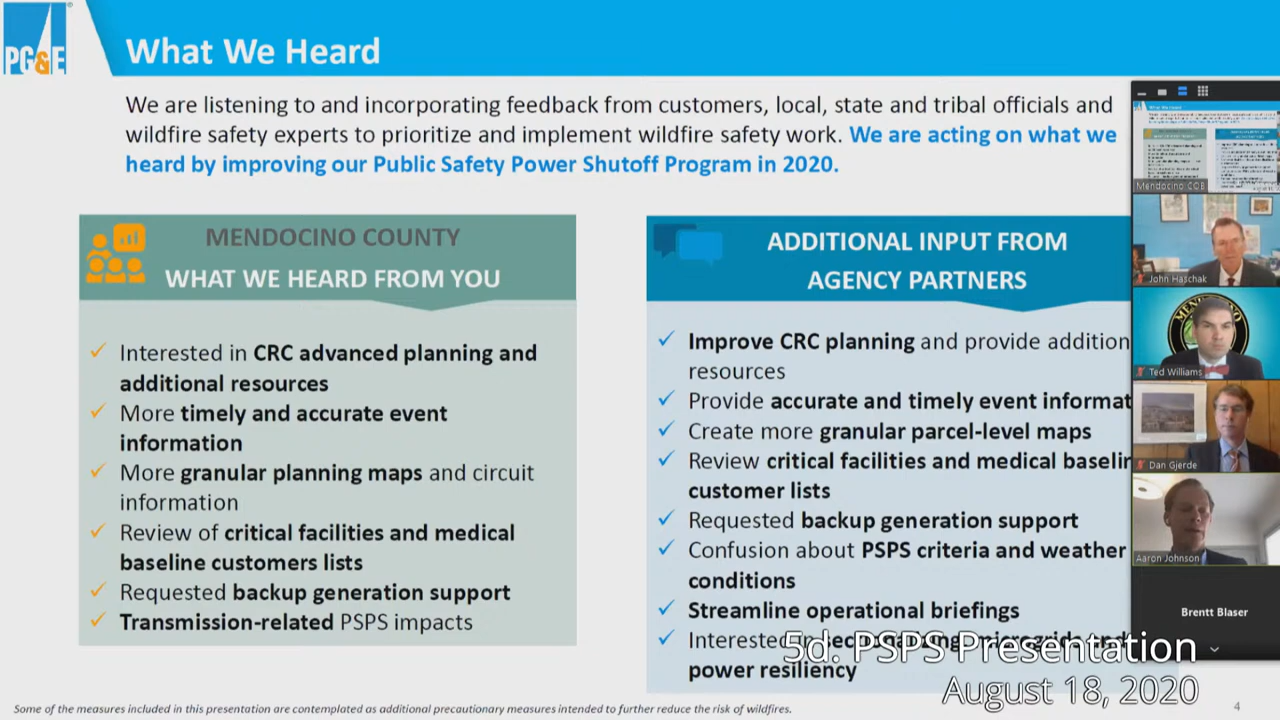 PG&E
®
What We Heard
We are listening to and incorporating feedback from customers, local, state and tribal officials and
wildfire safety experts to prioritize and implement wildfire safety work. We are acting on what we
heard by improving our Public Safety Power Shutoff Program in 2020.
MENDOCINO COUNTY
WHAT WE HEARD FROM YOU
✓ Interested in CRC advanced planning and
additional resources
✓ More timely and accurate event
information
✓ More granular planning maps and circuit
information
✓ Review of critical facilities and medical
baseline customers lists
✓ Requested backup generation support
✓ Transmission-related PSPS impacts
ADDITIONAL INPUT FROM
AGENCY PARTNERS
✓ Improve CRC planning and provide addition
resources
✓ Provide accurate and timely event informat
✓ Create more granular parcel-level maps
✓ Review critical facilities and medical baselin
customer lists
✓ Requested backup generation support
✓ Confusion about PSPS criteria and weather
conditions
✓ Streamline operational briefings
✓ Interested in sectionalizing, microgrids and
power resiliency
Mendocino COB
John Haschak
MENDOCINO
Ted Williams
Dan Gjerde
Aaron Johnson
Brentt Blaser
5d. PSPS Presentation
August 18, 2020
Some of the measures included in this presentation are contemplated as additional precautionary measures intended to further reduce the risk of wildfires.
4